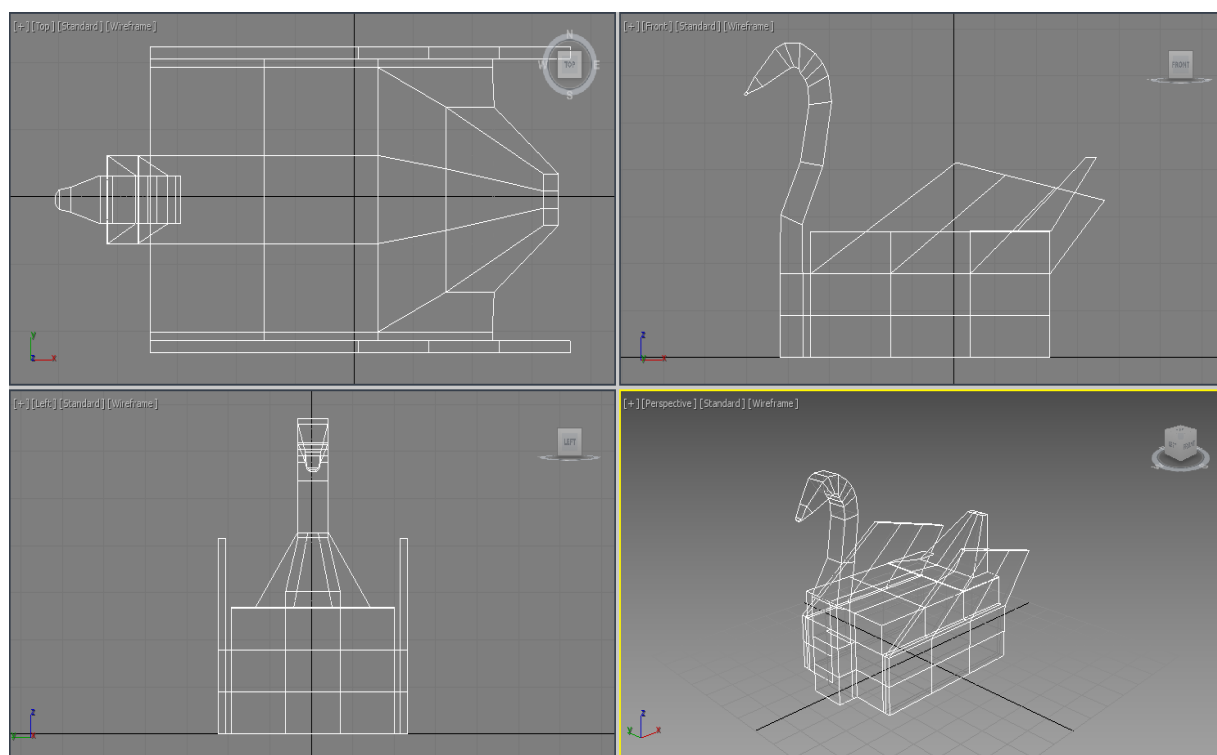 [+] [Top] [Standard] [Wireframe]
N
W
TOP
E
S
y
z
x
[+] [Front] [Standard] [Wireframe]
FRONT
z
y
x
[+] [Left] [Standard] [Wireframe]
LEFT
z
y
x
[+] [Perspective] [Standard] [Wireframe]
z
y
x